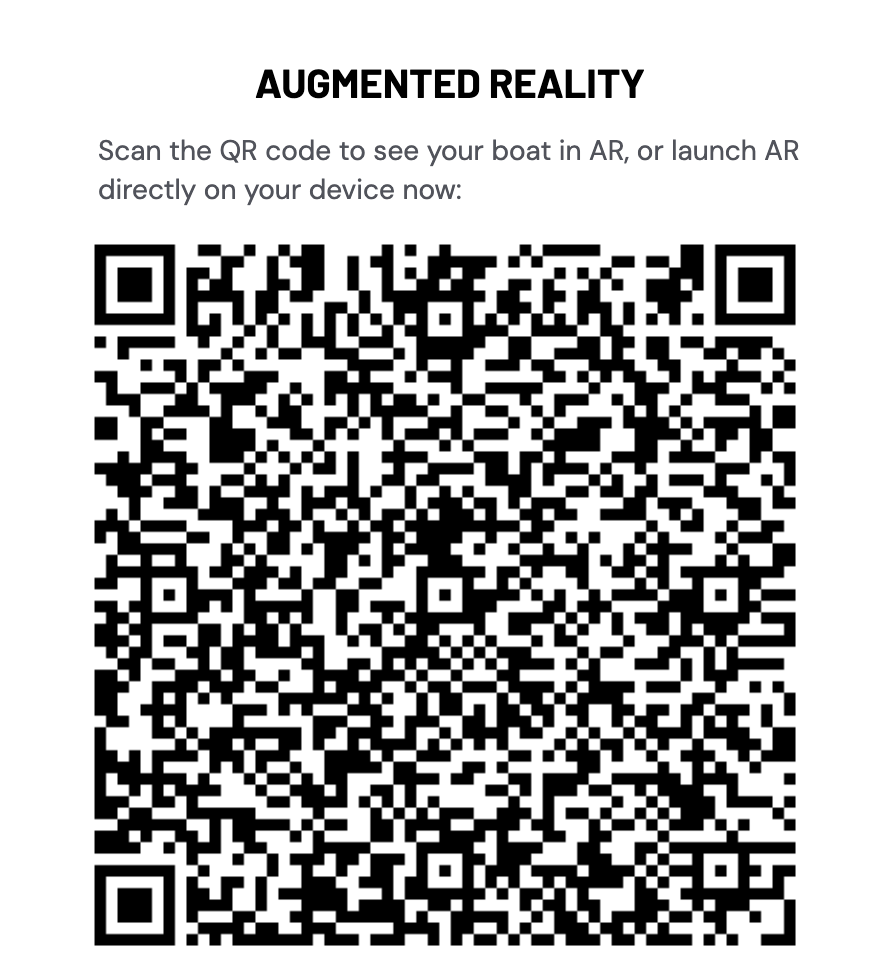 AUGMENTED REALITY
Scan the QR code to see your boat in AR, or launch AR
directly on your device now: